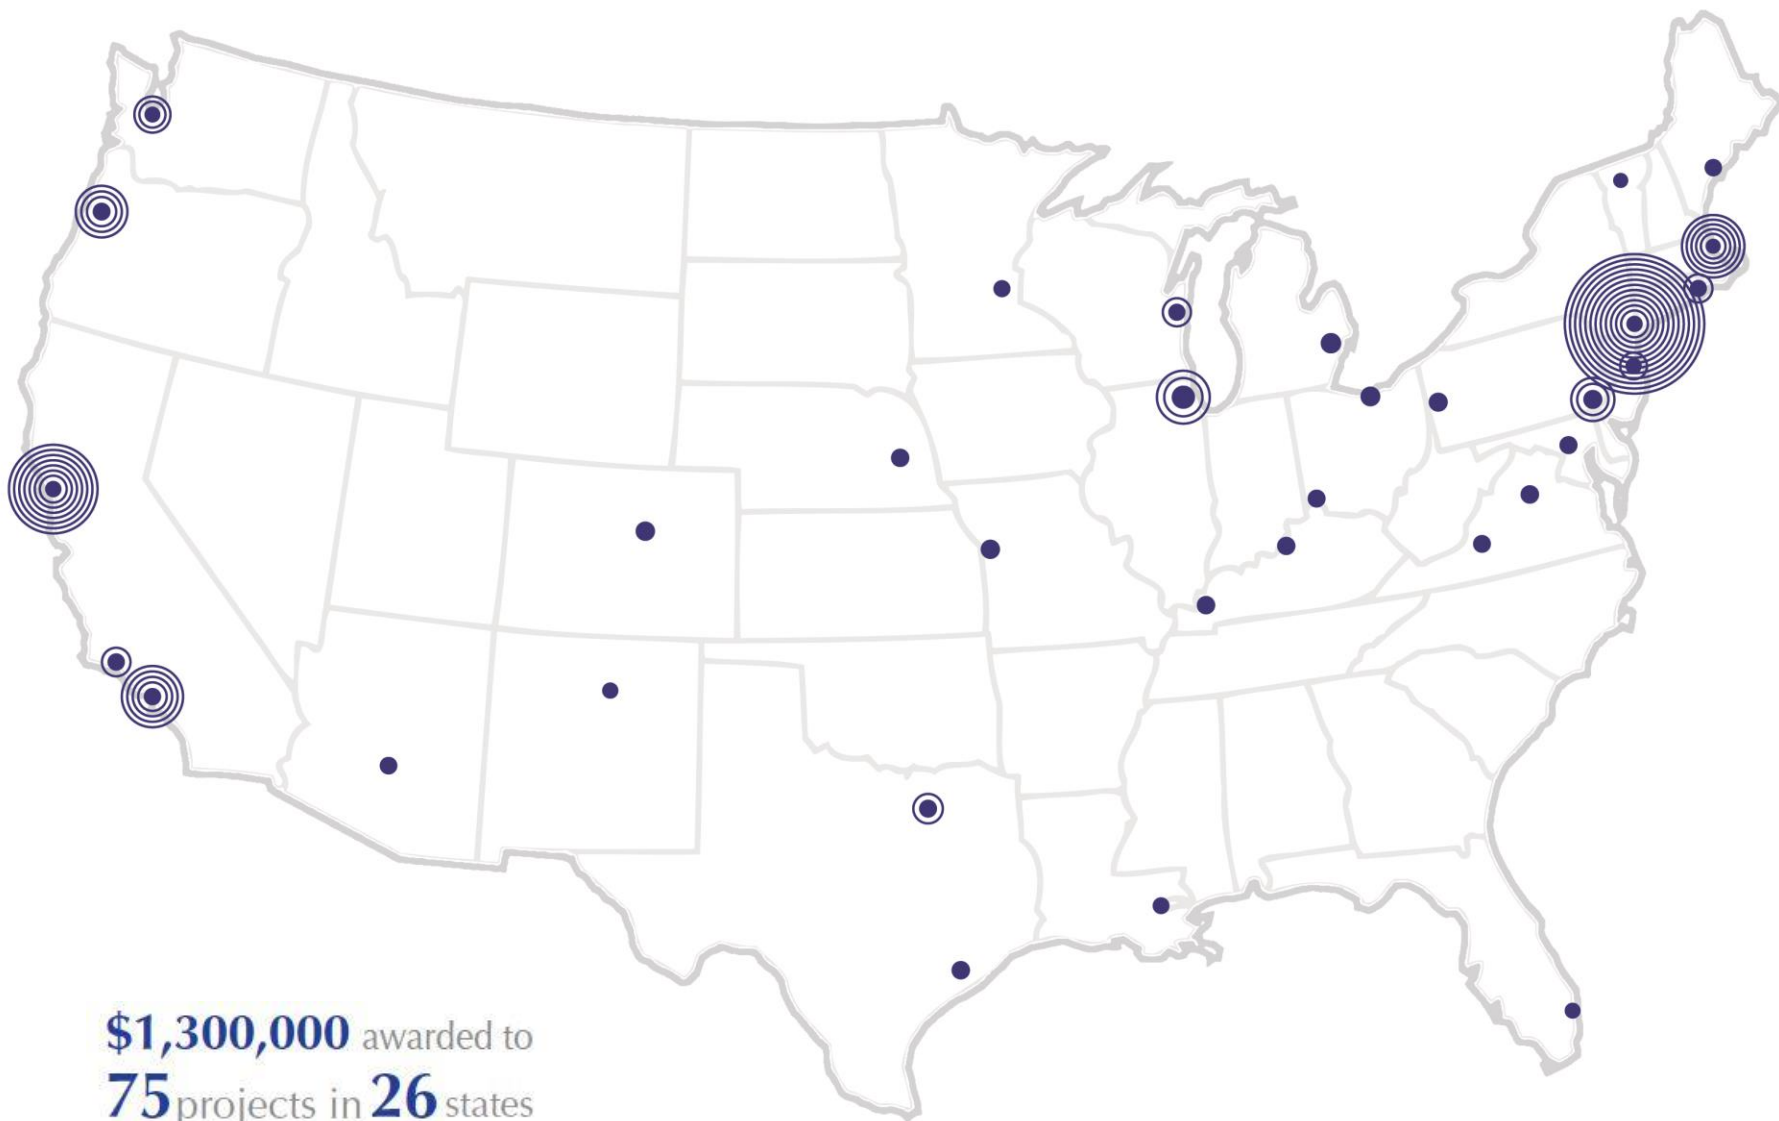 $1,300,000 awarded to
75 projects in 26 states